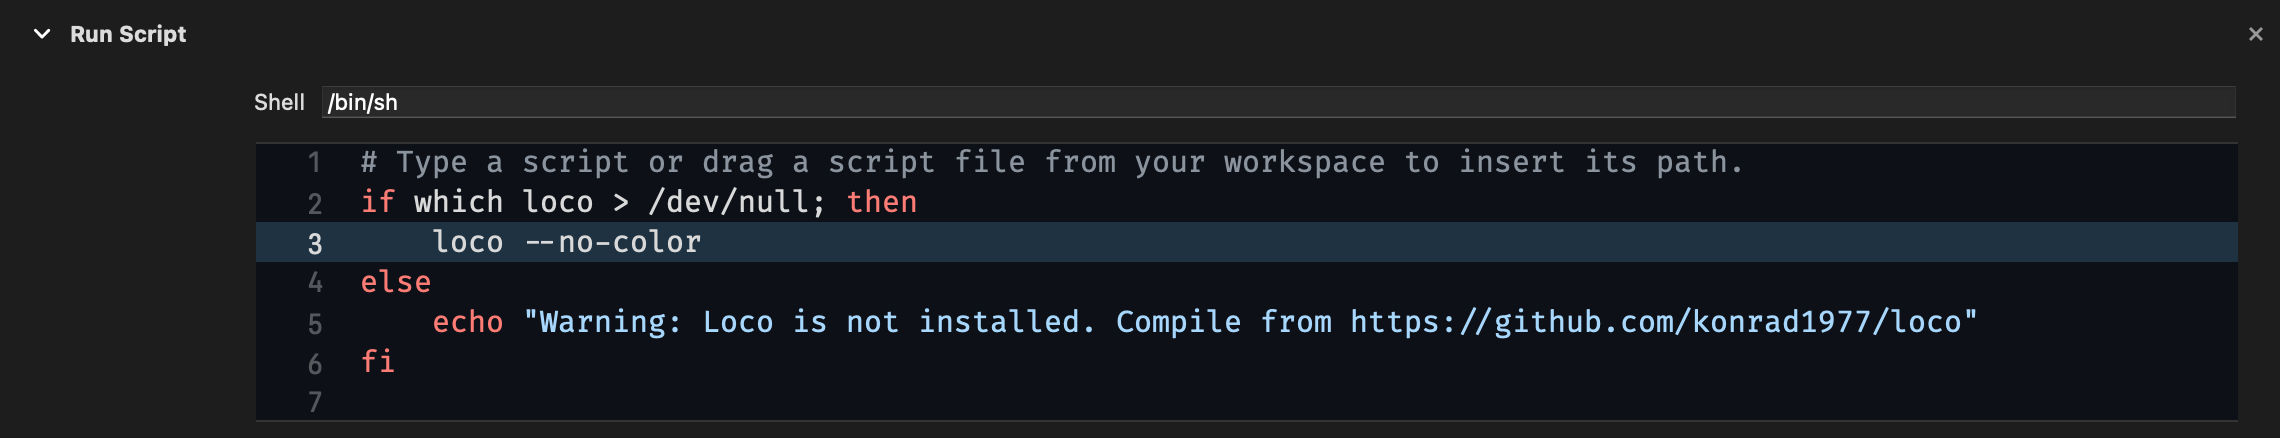 Run Script
Shell /bin/sh
1 # Type a script or drag a script file from your workspace to insert its path.
2 if which loco > /dev/null; then
3 loco --no-color
4 else
5 echo "Warning: Loco is not installed. Compile from https://github.com/konrad1977/loco"
6 fi
7